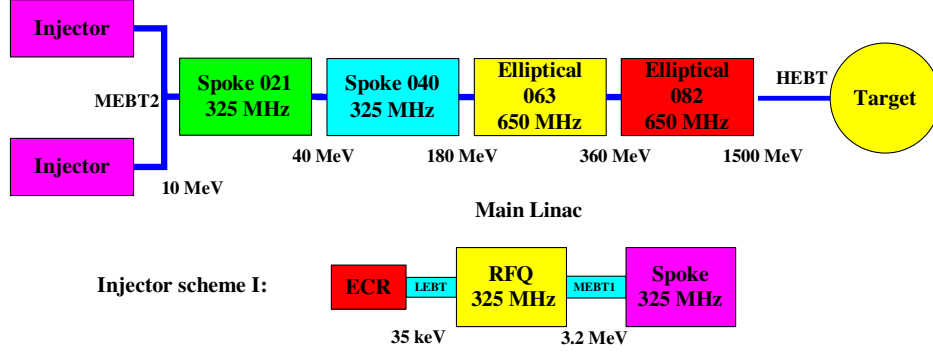 Injector
MEBT2
Injector
10 MeV
Spoke 021
325 MHz
40 MeV
Spoke 040
325 MHz
180 MeV
Elliptical
063
650 MHz
360 MeV
Elliptical
082
650 MHz
1500 MeV
HEBT
Target
Main Linac
Injector scheme I:
ECR
LEBT
35 keV
RFQ
325 MHz
MEBT1
3.2 MeV
Spoke
325 MHz